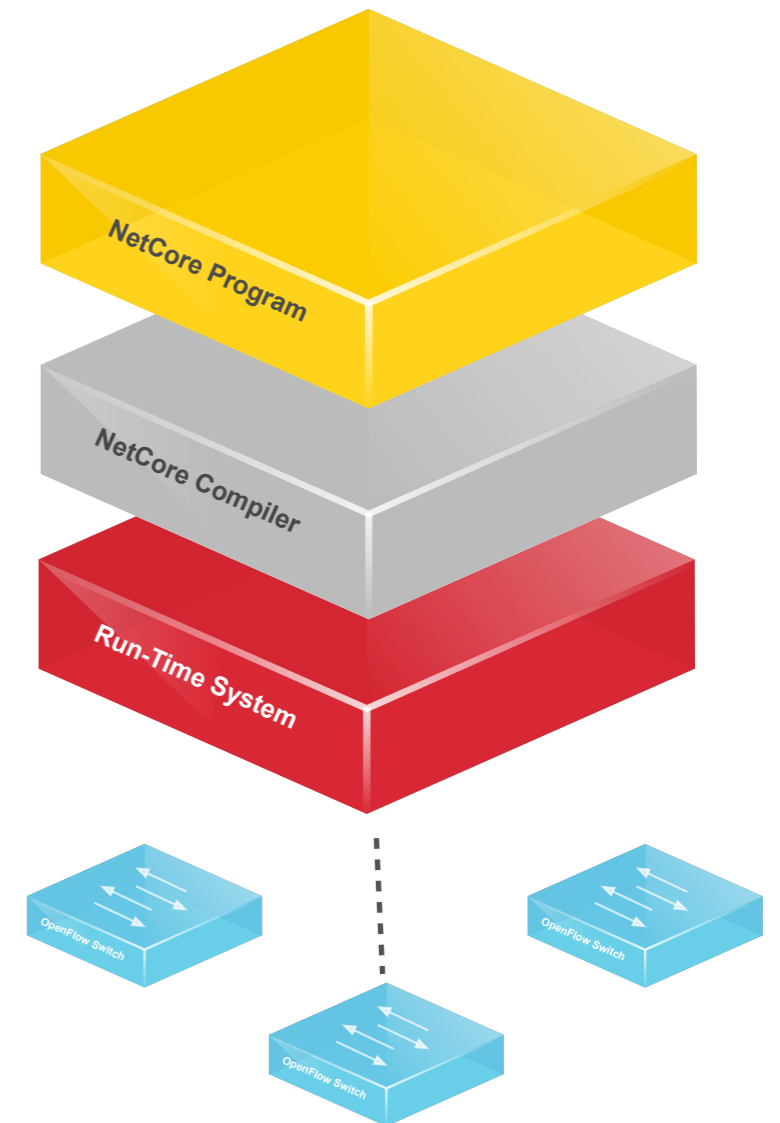 NetCore Program
NetCore Compiler
Run-Time System
OpenFlow Switch
OpenFlow Switch
OpenFlow Switch